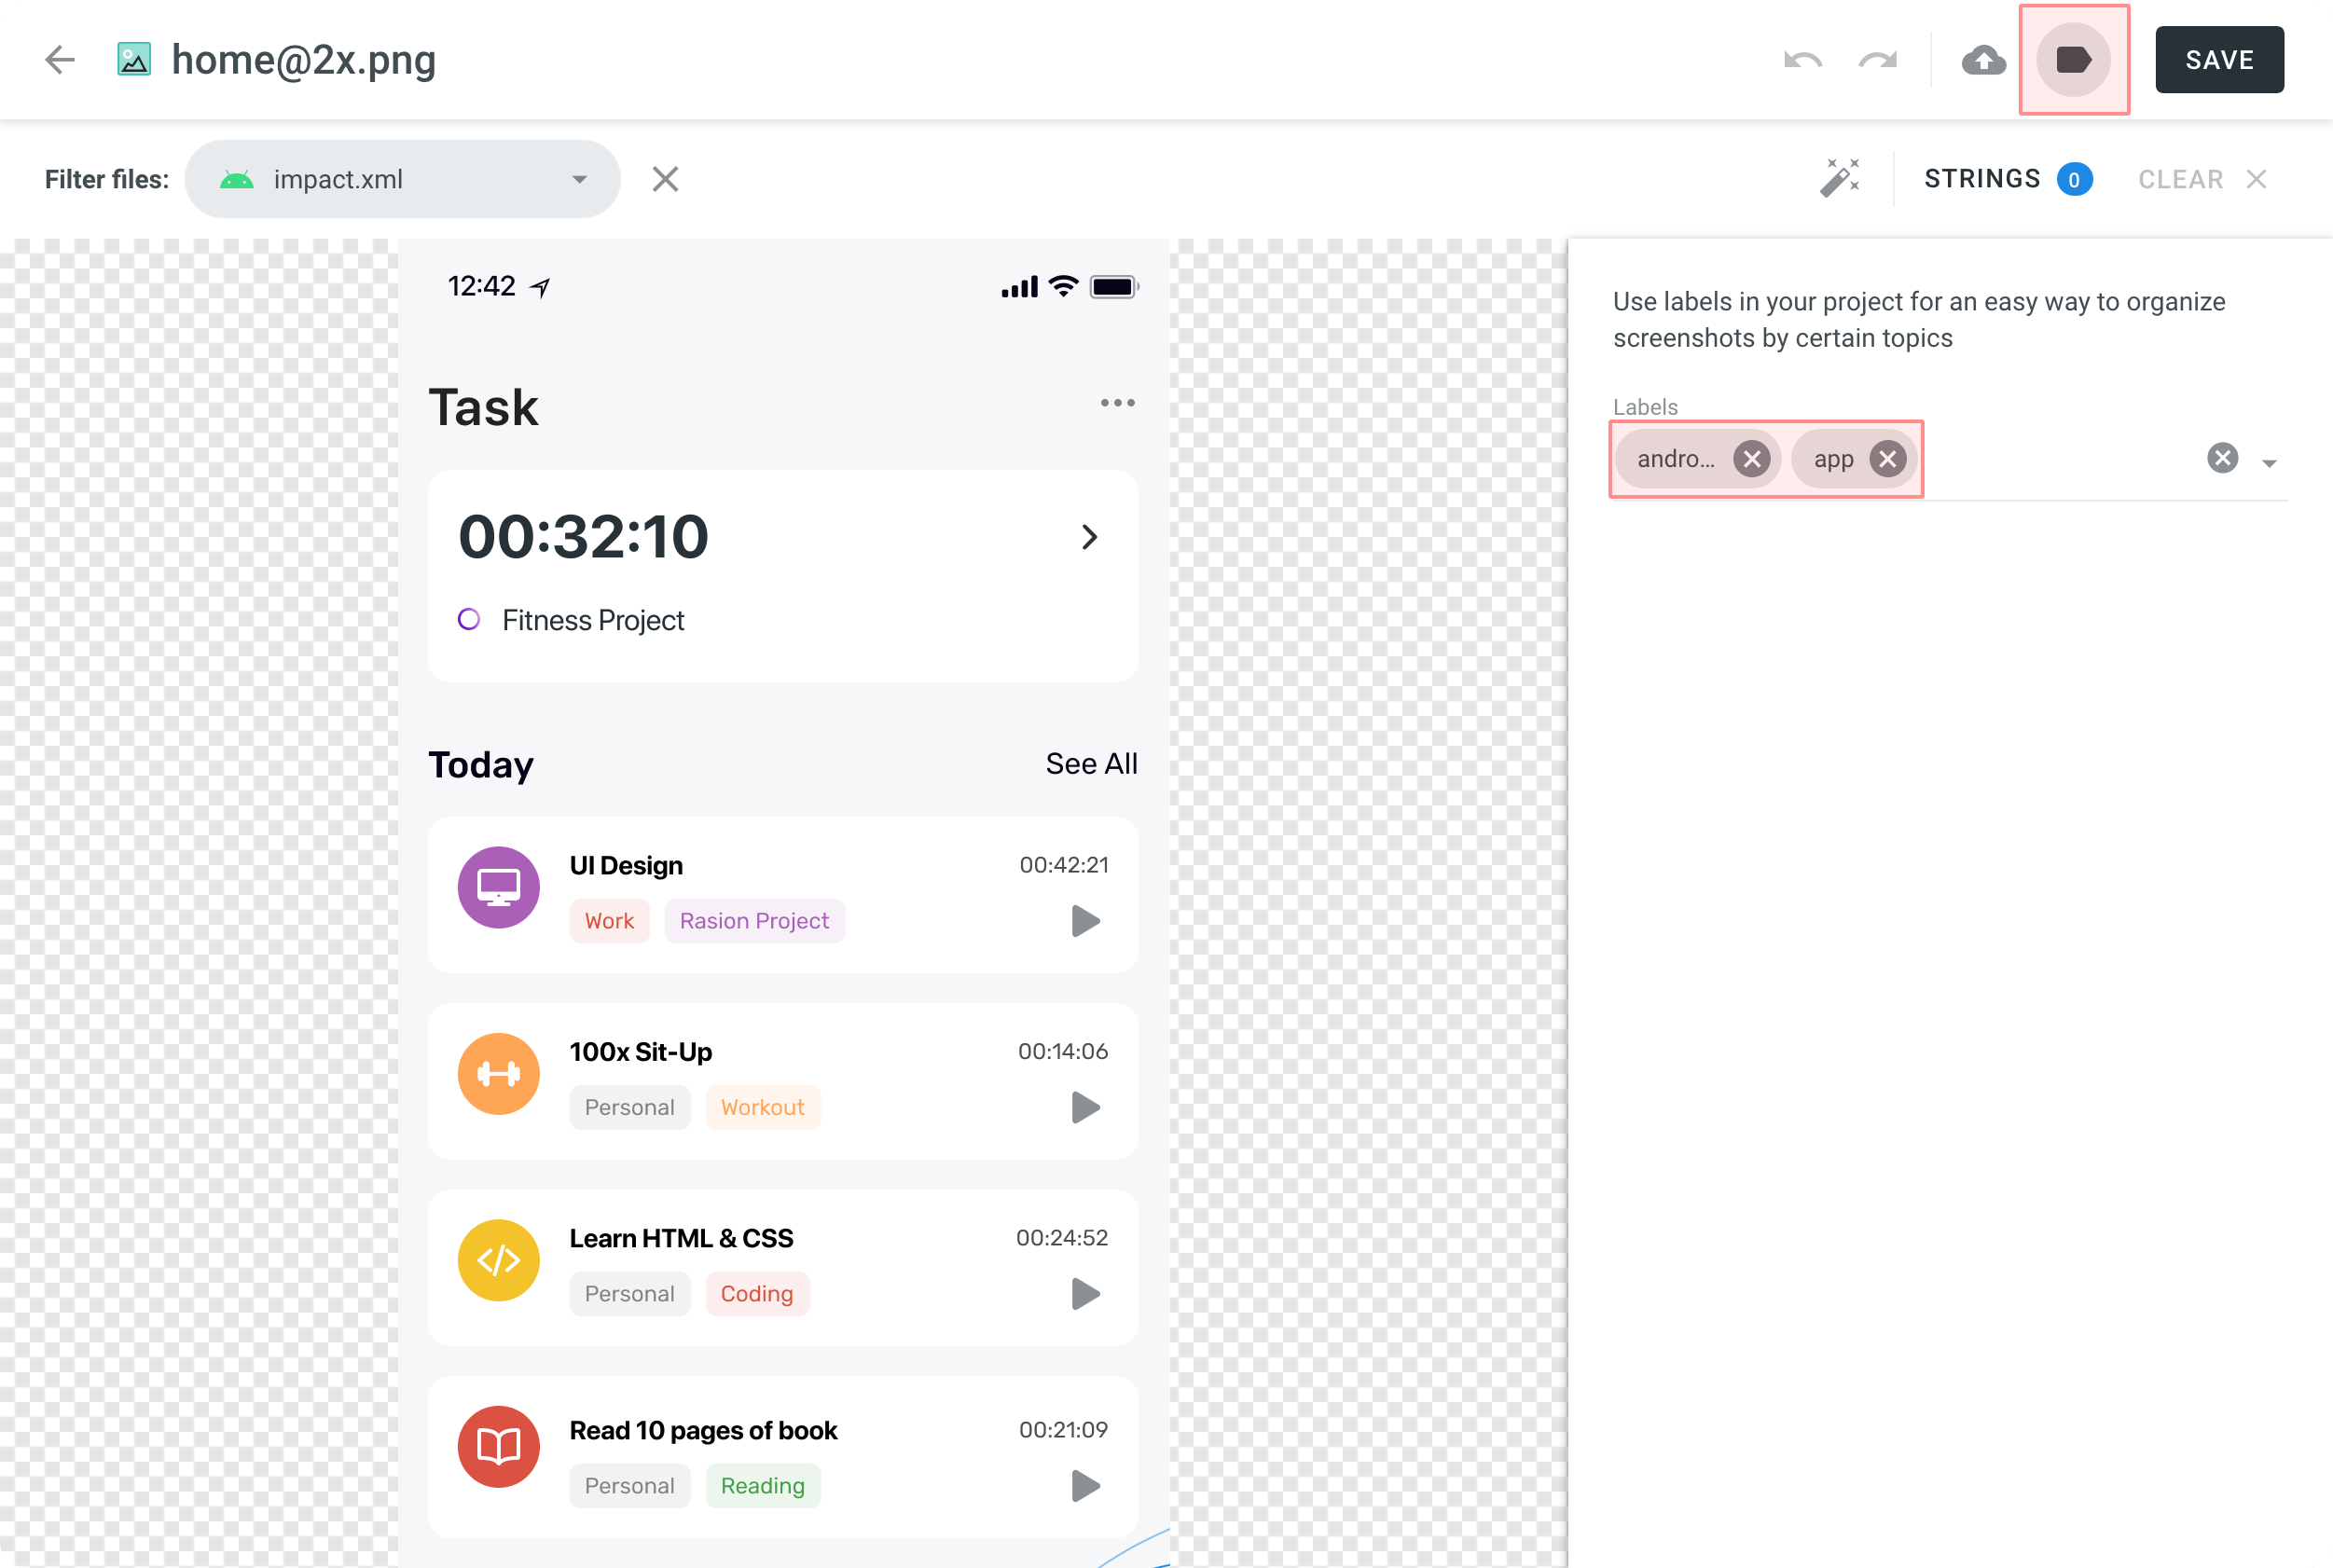 home@2x.png
SAVE
Filter files:
impact.xml
STRINGS 0
CLEAR
12:42
Task
00:32:10
Fitness Project
Today
See All
UI Design
00:42:21
Work
Rasion Project
100x Sit-Up
00:14:06
Personal
Workout
Learn HTML & CSS
00:24:52
Personal
Coding
Read 10 pages of book
00:21:09
Personal
Reading
Use labels in your project for an easy way to organize
screenshots by certain topics
Labels
andro...
app